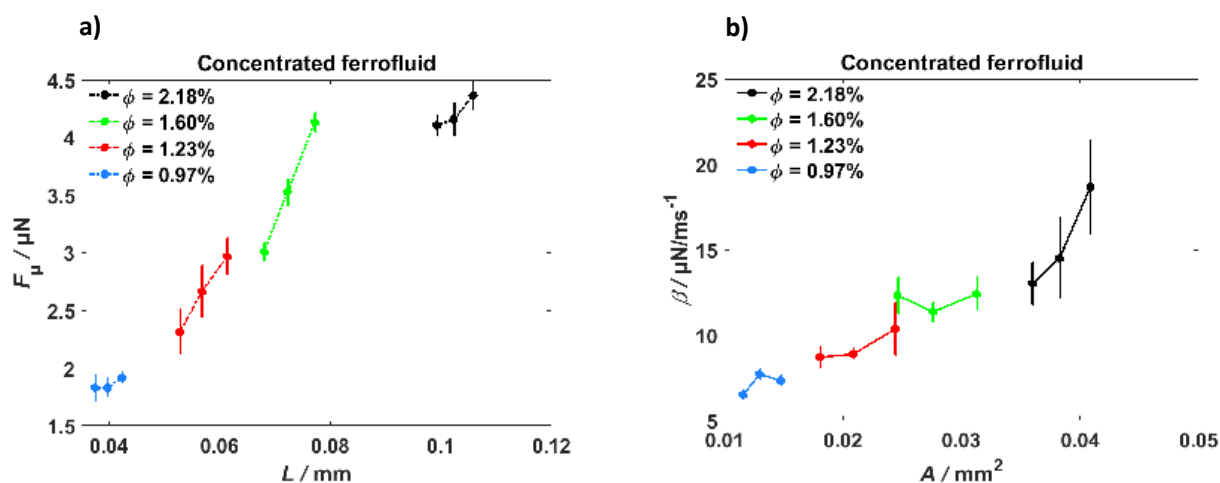 a)
Concentrated ferrofluid
4.5
4
3.5
3
2.5
2
1.5
Fμ / μN
ϕ = 2.18%
ϕ = 1.60%
ϕ = 1.23%
ϕ = 0.97%
0.04
0.06
0.08
0.1
0.12
L / mm
b)
Concentrated ferrofluid
25
20
15
10
5
β / μN/ms⁻¹
ϕ = 2.18%
ϕ = 1.60%
ϕ = 1.23%
ϕ = 0.97%
0.01
0.02
0.03
0.04
0.05
A / mm²